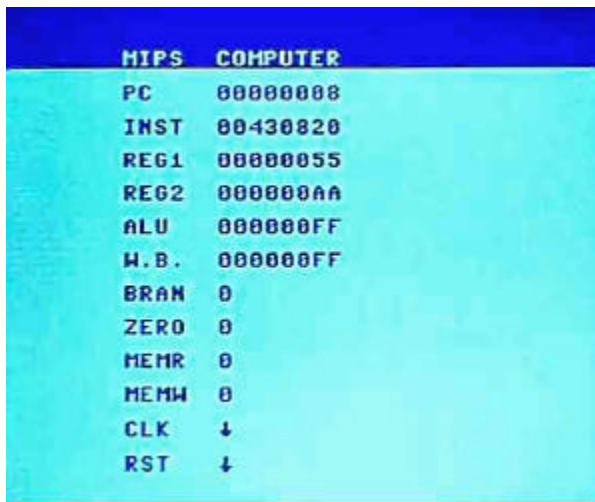 MIPS COMPUTER
PC 00000008
INST 00430820
REG1 00000055
REG2 000000AA
ALU 000000FF
W.B. 000000FF
BRAN 0
ZERO 0
MEMR 0
MEMW 0
CLK ↓
RST ↓